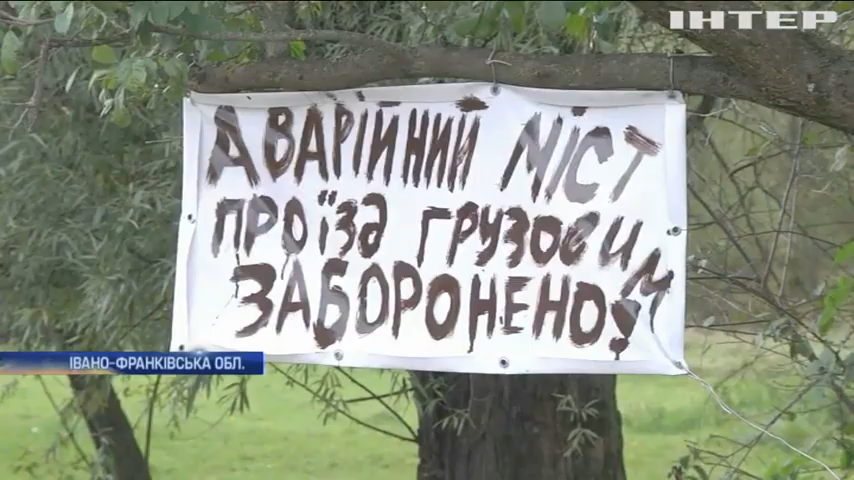 ІНТЕР
АВАРІЙНИЙ МІСТ
ПРОЇЗД ГРУЗОВИМ
ЗАБОРОНЕНО!
ІВАНО-ФРАНКІВСЬКА ОБЛ.